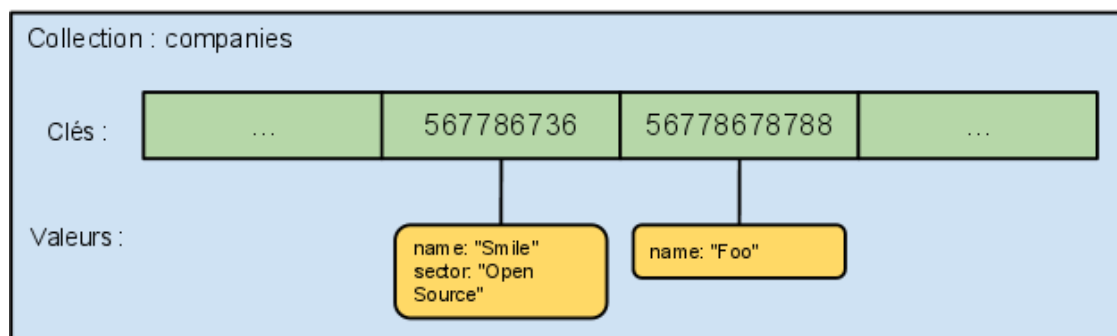 Collection : companies
Clés :
...
567786736
56778678788
...
Valeurs :
name: "Smile"
sector: "Open
Source"
name: "Foo"